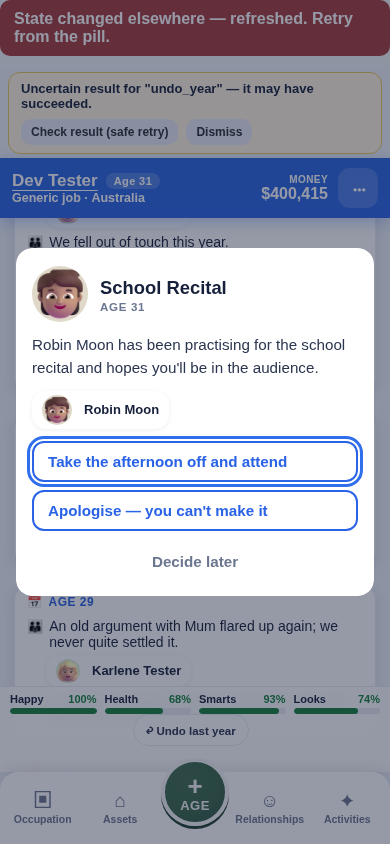 State changed elsewhere — refreshed. Retry
from the pill.
Uncertain result for "undo_year" — it may have
succeeded.
Check result (safe retry)
Dismiss
Dev Tester
Age 31
Generic job · Australia
MONEY
$400,415
We fell out of touch this year.
School Recital
AGE 31
Robin Moon has been practising for the school
recital and hopes you'll be in the audience.
Robin Moon
Take the afternoon off and attend
Apologise — you can't make it
Decide later
AGE 29
An old argument with Mum flared up again; we
never quite settled it.
Karlene Tester
Happy 100% Health 68% Smarts 93% Looks 74%
Undo last year
+
AGE
Occupation
Assets
Relationships
Activities